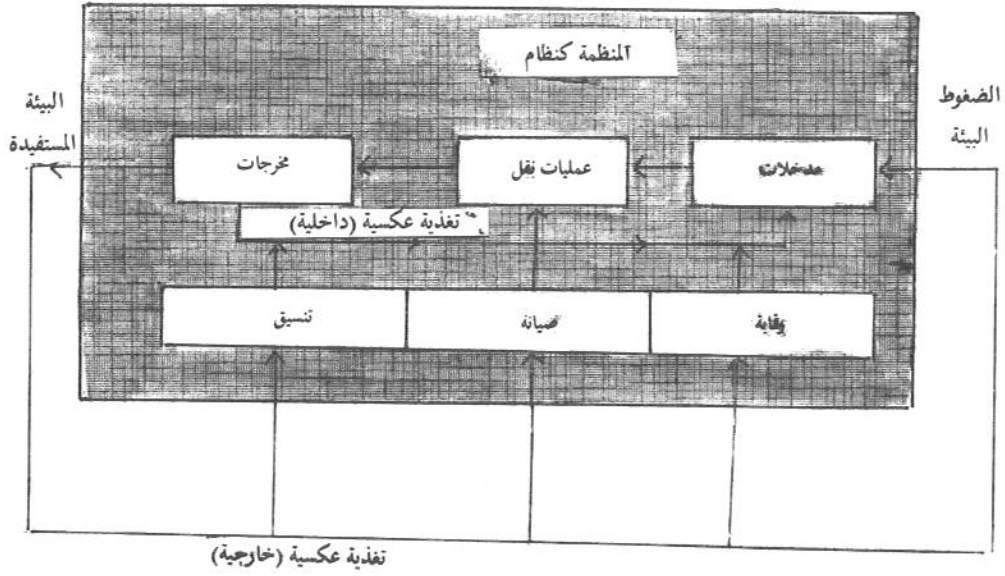 المنظمة كنظام
الضغوط
البيئة
مدخلات
عمليات نقل
مخرجات
البيئة
المستفيدة
تغذية عكسية (داخلية)
وقاية
صيانة
تنسيق
تغذية عكسية (خارجية)